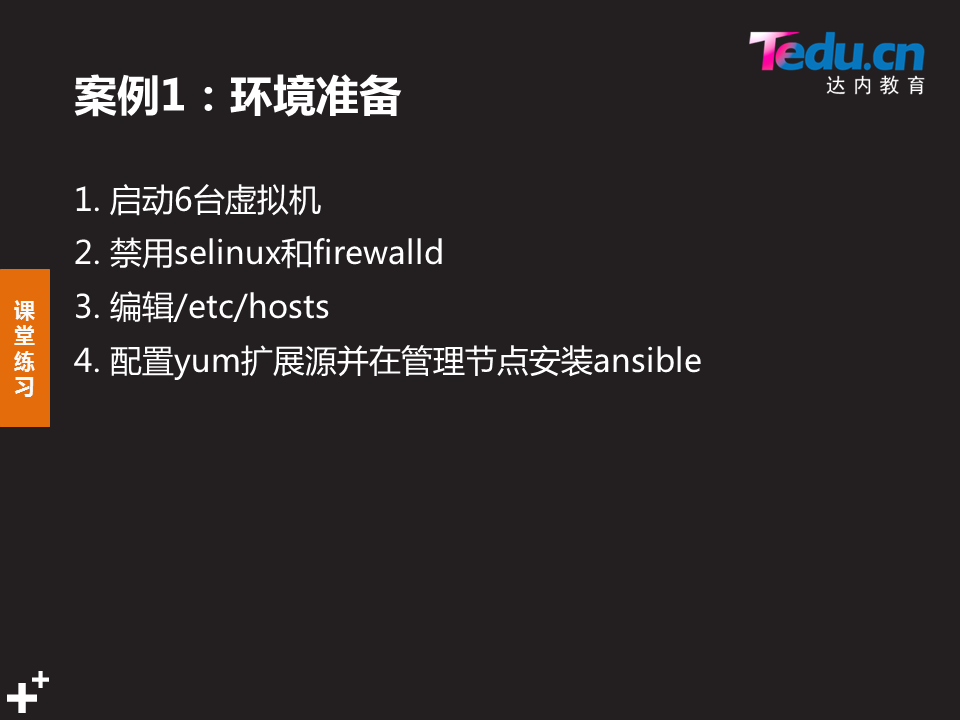 Tedu.cn
达内教育
案例1：环境准备
1. 启动6台虚拟机
2. 禁用selinux和firewalld
3. 编辑/etc/hosts
4. 配置yum扩展源并在管理节点安装ansible
课
堂
练
习